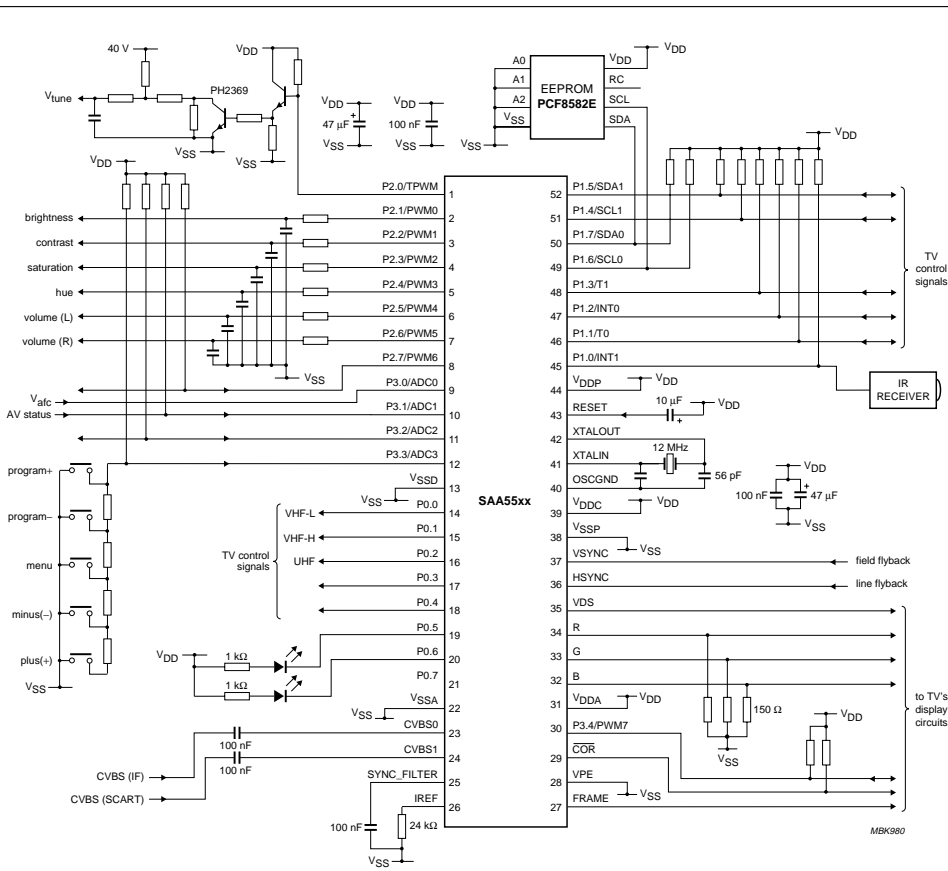 40 V
VDD
Vtune
PH2369
VSS
VSS
VDD
47 μF
+
VSS
VDD
100 nF
VSS
A0
A1
A2
VSS
VSS
EEPROM
PCF8582E
VDD
RC
SCL
SDA
VDD
VDD
VDD
brightness
contrast
saturation
hue
volume (L)
volume (R)
VSS
Vafc
AV status
program+
program−
menu
minus(−)
plus(+)
VSS
VSS
TV control
signals
VHF-L
VHF-H
UHF
VDD
1 kΩ
1 kΩ
VSS
100 nF
100 nF
CVBS (IF)
CVBS (SCART)
100 nF
24 kΩ
VSS
SAA55xx
P2.0/TPWM
1
P2.1/PWM0
2
P2.2/PWM1
3
P2.3/PWM2
4
P2.4/PWM3
5
P2.5/PWM4
6
P2.6/PWM5
7
P2.7/PWM6
8
P3.0/ADC0
9
P3.1/ADC1
10
P3.2/ADC2
11
P3.3/ADC3
12
VSSD
13
P0.0
14
P0.1
15
P0.2
16
P0.3
17
P0.4
18
P0.5
19
P0.6
20
P0.7
21
VSSA
22
CVBS0
23
CVBS1
24
SYNC_FILTER
25
IREF
26
52
P1.5/SDA1
51
P1.4/SCL1
50
P1.7/SDA0
49
P1.6/SCL0
48
P1.3/T1
47
P1.2/INT0
46
P1.1/T0
45
P1.0/INT1
44
VDDP
VDD
43
RESET
10 μF
+
VDD
42
XTALOUT
41
XTALIN
12 MHz
40
OSCGND
56 pF
39
VDDC
VDD
38
VSSP
VSS
37
VSYNC
field flyback
36
HSYNC
line flyback
35
VDS
34
R
33
G
32
B
31
VDDA
VDD
30
P3.4/PWM7
29
COR
28
VPE
VSS
27
FRAME
TV
control
signals
IR
RECEIVER
VDD
100 nF
+
47 μF
VSS
150 Ω
VSS
VDD
to TV's
display
circuits
MBK980